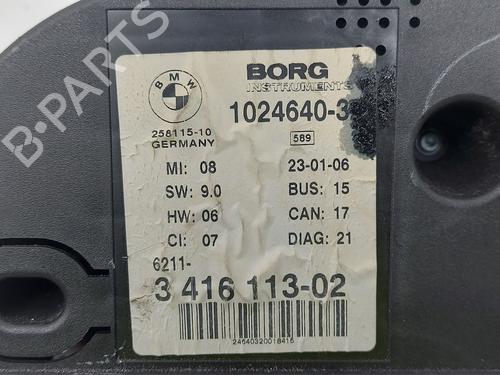 B-PARTS
BMW
BORG
INSTRUMENTS
1024640-3
258115-10
GERMANY
589
MI: 08 23-01-06
SW: 9.0 BUS: 15
HW: 06 CAN: 17
CI: 07 DIAG: 21
6211-
3 416 113-02
24640320018416